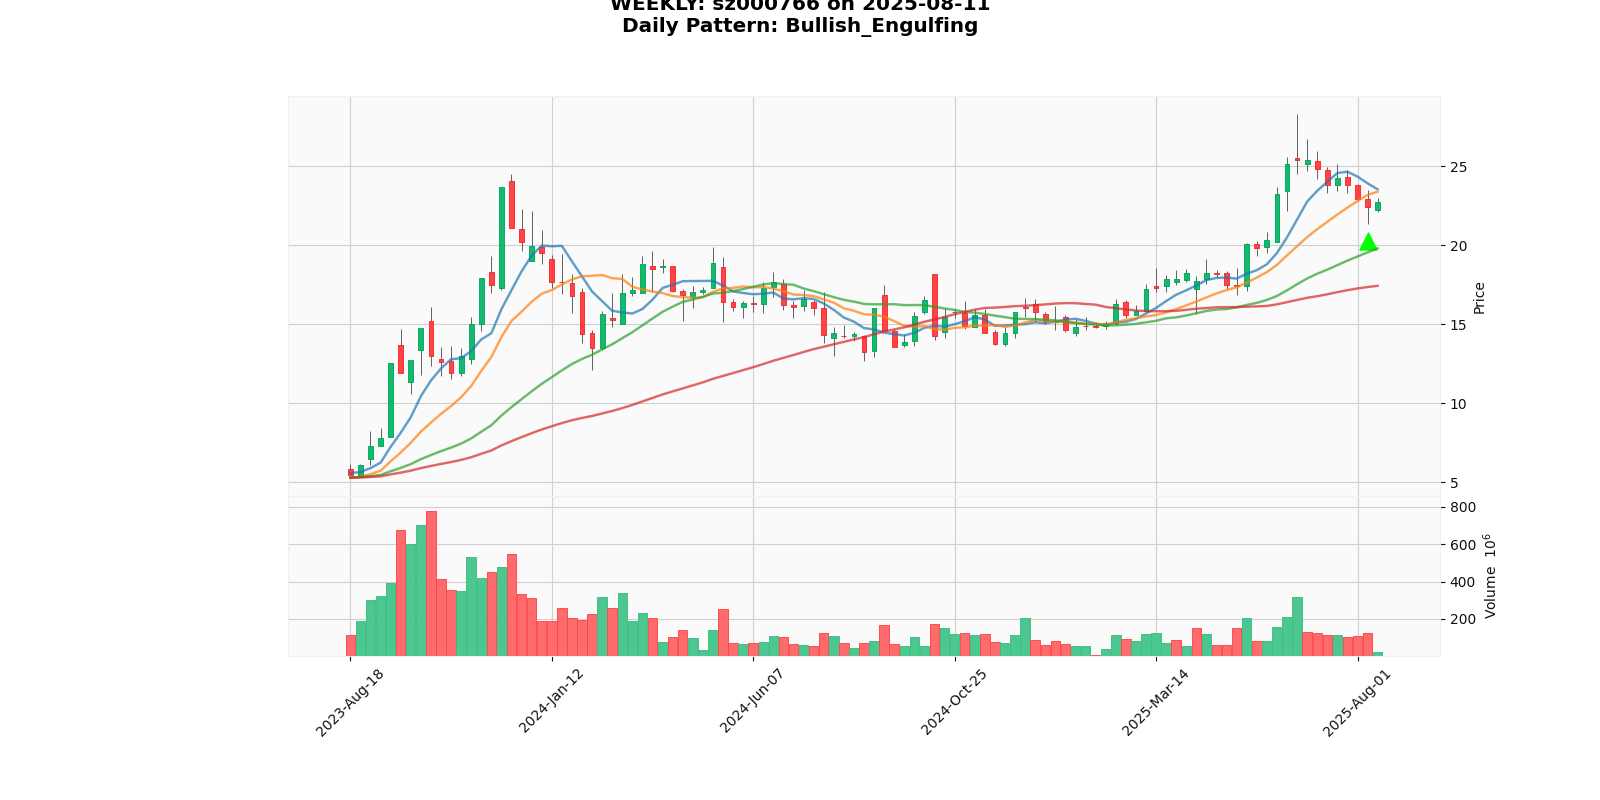 WEEKLY: sz000766 on 2025-08-11
Daily Pattern: Bullish_Engulfing
25
20
15
10
5
Price
800
600
400
200
Volume 10^6
2023-Aug-18
2024-Jan-12
2024-Jun-07
2024-Oct-25
2025-Mar-14
2025-Aug-01